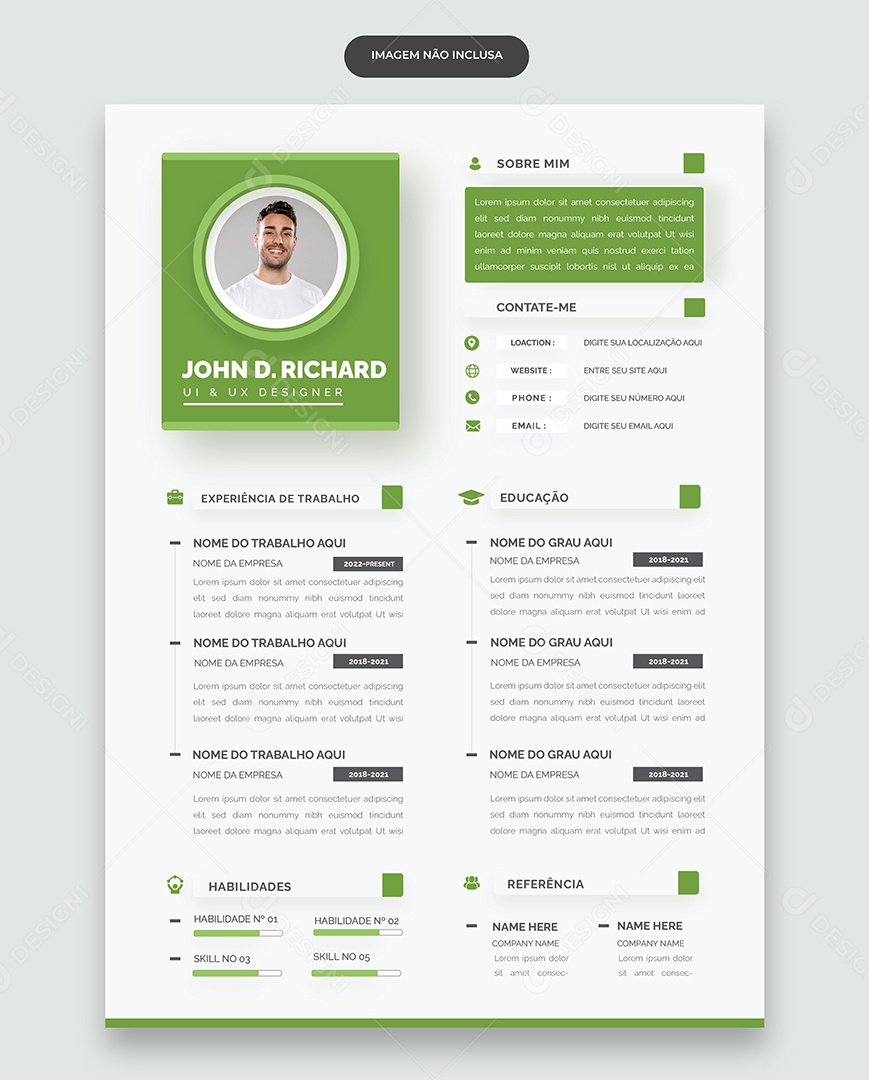 IMAGEM NÃO INCLUSA
JOHN D. RICHARD
UI & UX DESIGNER
SOBRE MIM
Lorem ipsum dolor sit amet consectetuer adipiscing
elit sed diam nonummy nibh euismod tincidunt
laoreet dolore magna aliquam erat volutpat Ut wisi
enim ad minim veniam quis nostrud exerci tation
ullamcorper suscipit lobortis nisl ut aliquip ex ea
CONTATE-ME
LOACTION : DIGITE SUA LOCALIZAÇÃO AQUI
WEBSITE : ENTRE SEU SITE AQUI
PHONE : DIGITE SEU NÚMERO AQUI
EMAIL : DIGITE SEU EMAIL AQUI
EXPERIÊNCIA DE TRABALHO
NOME DO TRABALHO AQUI
NOME DA EMPRESA 2022-PRESENT
Lorem ipsum dolor sit amet consectetuer adipiscing
elit sed diam nonummy nibh euismod tincidunt
laoreet dolore magna aliquam erat volutpat Ut wisi
NOME DO TRABALHO AQUI
NOME DA EMPRESA 2018-2021
Lorem ipsum dolor sit amet consectetuer adipiscing
elit sed diam nonummy nibh euismod tincidunt
laoreet dolore magna aliquam erat volutpat Ut wisi
NOME DO TRABALHO AQUI
NOME DA EMPRESA 2018-2021
Lorem ipsum dolor sit amet consectetuer adipiscing
elit sed diam nonummy nibh euismod tincidunt
laoreet dolore magna aliquam erat volutpat Ut wisi
EDUCAÇÃO
NOME DO GRAU AQUI
NOME DA EMPRESA 2018-2021
Lorem ipsum dolor sit amet consectetuer adipiscing elit
sed diam nonummy nibh euismod tincidunt laoreet
dolore magna aliquam erat volutpat Ut wisi enim ad
NOME DO GRAU AQUI
NOME DA EMPRESA 2018-2021
Lorem ipsum dolor sit amet consectetuer adipiscing elit
sed diam nonummy nibh euismod tincidunt laoreet
dolore magna aliquam erat volutpat Ut wisi enim ad
NOME DO GRAU AQUI
NOME DA EMPRESA 2018-2021
Lorem ipsum dolor sit amet consectetuer adipiscing elit
sed diam nonummy nibh euismod tincidunt laoreet
dolore magna aliquam erat volutpat Ut wisi enim ad
HABILIDADES
HABILIDADE Nº 01 HABILIDADE Nº 02
SKILL NO 03 SKILL NO 05
REFERÊNCIA
NAME HERE
COMPANY NAME
Lorem ipsum dolor
sit amet consec-
NAME HERE
COMPANY NAME
Lorem ipsum dolor
sit amet consec-
DESIGNI